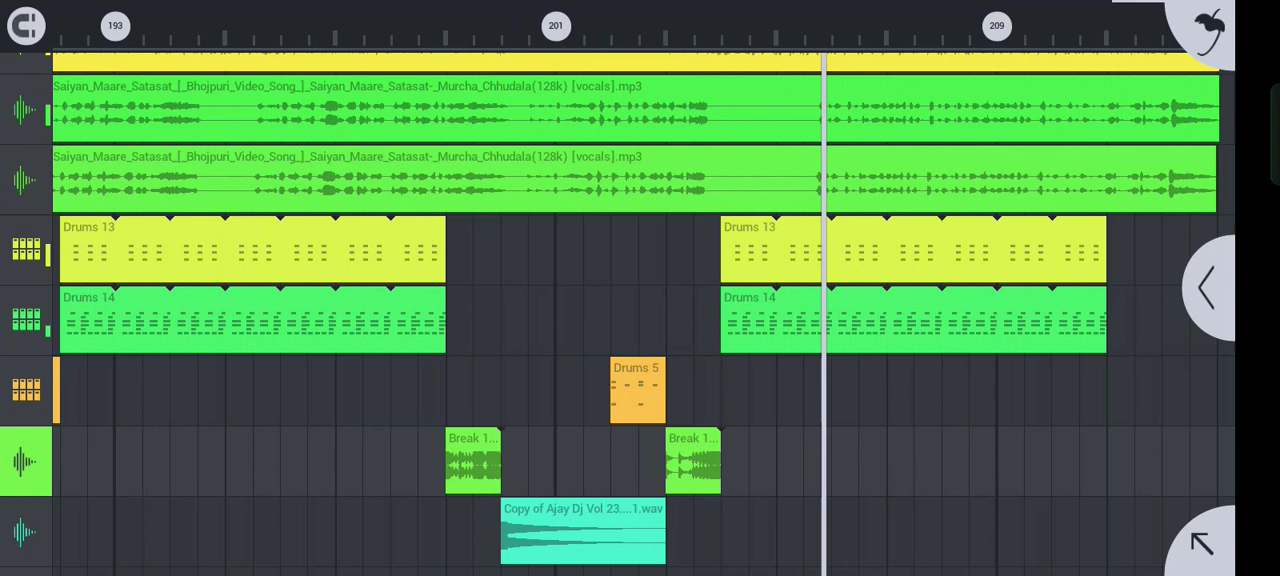 193
201
209
Saiyan_Maare_Satasat_[_Bhojpuri_Video_Song_]_Saiyan_Maare_Satasat-_Murcha_Chhudala(128k) [vocals].mp3
Saiyan_Maare_Satasat_[_Bhojpuri_Video_Song_]_Saiyan_Maare_Satasat-_Murcha_Chhudala(128k) [vocals].mp3
Drums 13
Drums 13
Drums 14
Drums 14
Drums 5
Break 1...
Break 1...
Copy of Ajay Dj Vol 23....1.wav